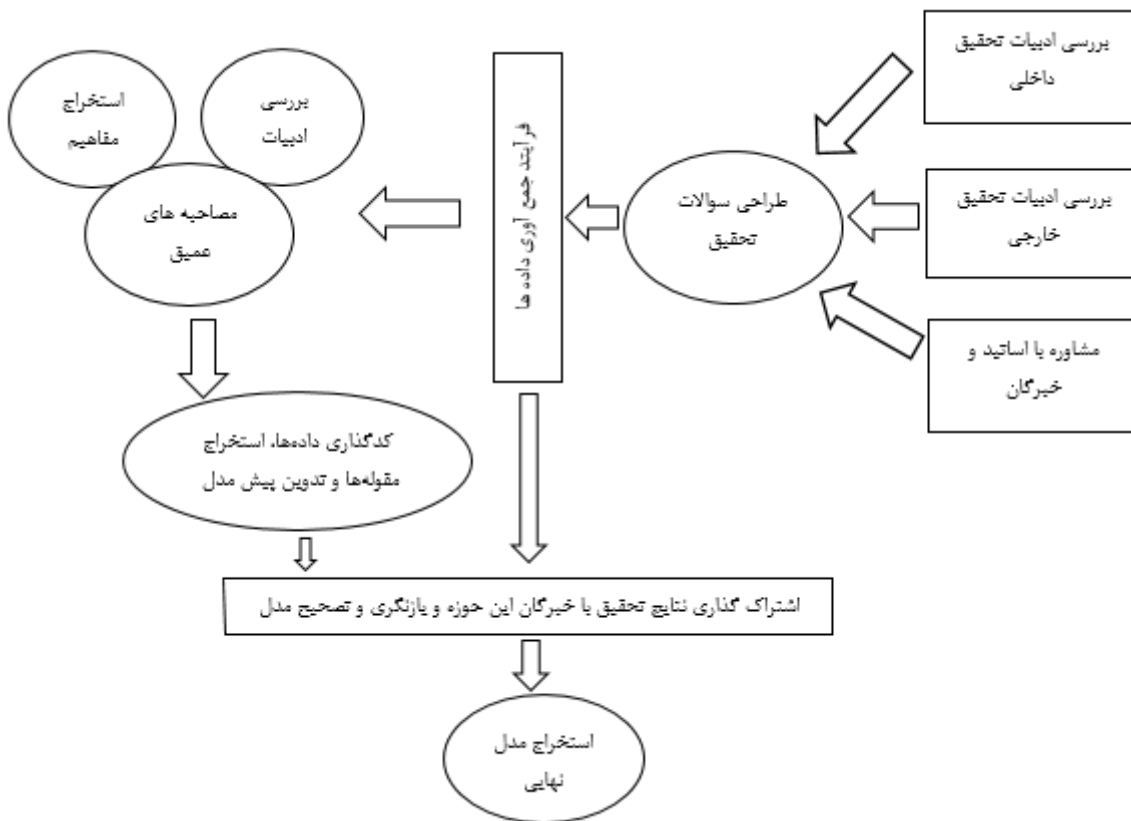 بررسی ادبیات تحقیق
داخلی
بررسی ادبیات تحقیق
خارجی
مشاوره با اساتید و
خبرگان
طراحی سوالات
تحقیق
فرآیند جمع آوری داده ها
بررسی
ادبیات
استخراج
مفاهیم
مصاحبه های
عمیق
کدگذاری داده‌ها، استخراج
مقوله‌ها و تدوین پیش مدل
اشتراک گذاری نتایج تحقیق با خبرگان این حوزه و بازنگری و تصحیح مدل
استخراج مدل
نهایی